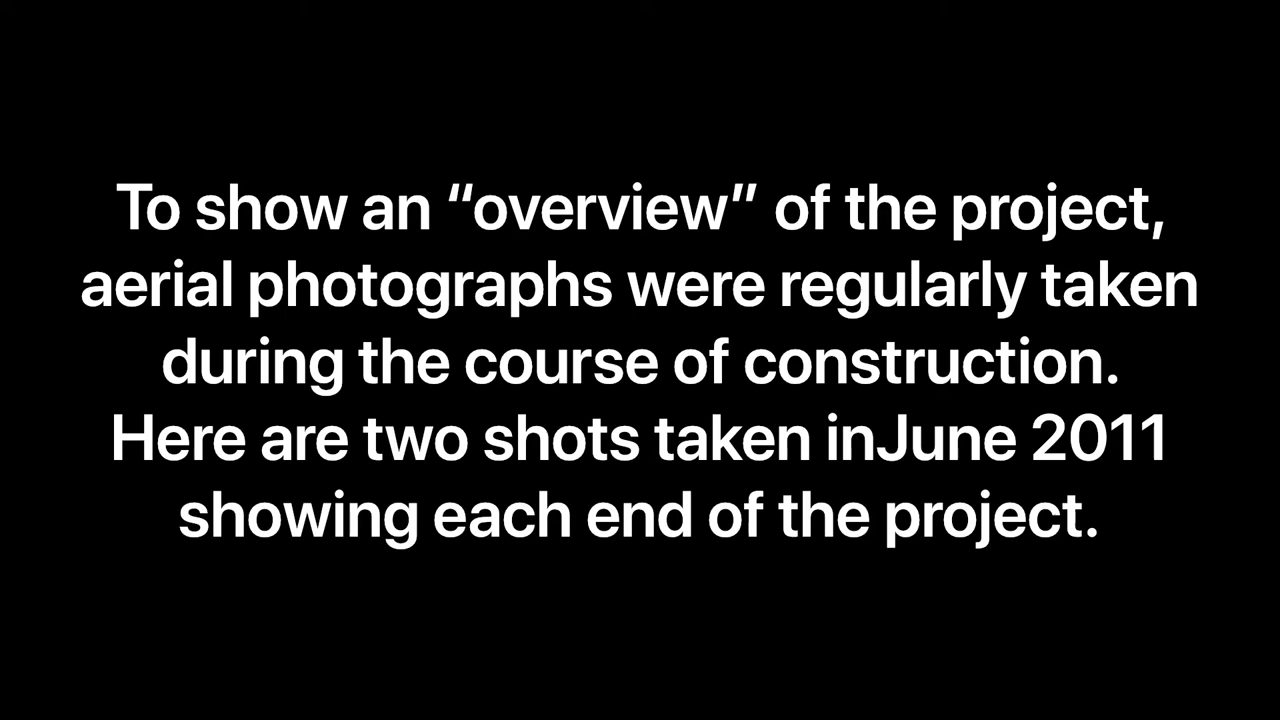 To show an “overview” of the project,
aerial photographs were regularly taken
during the course of construction.
Here are two shots taken inJune 2011
showing each end of the project.